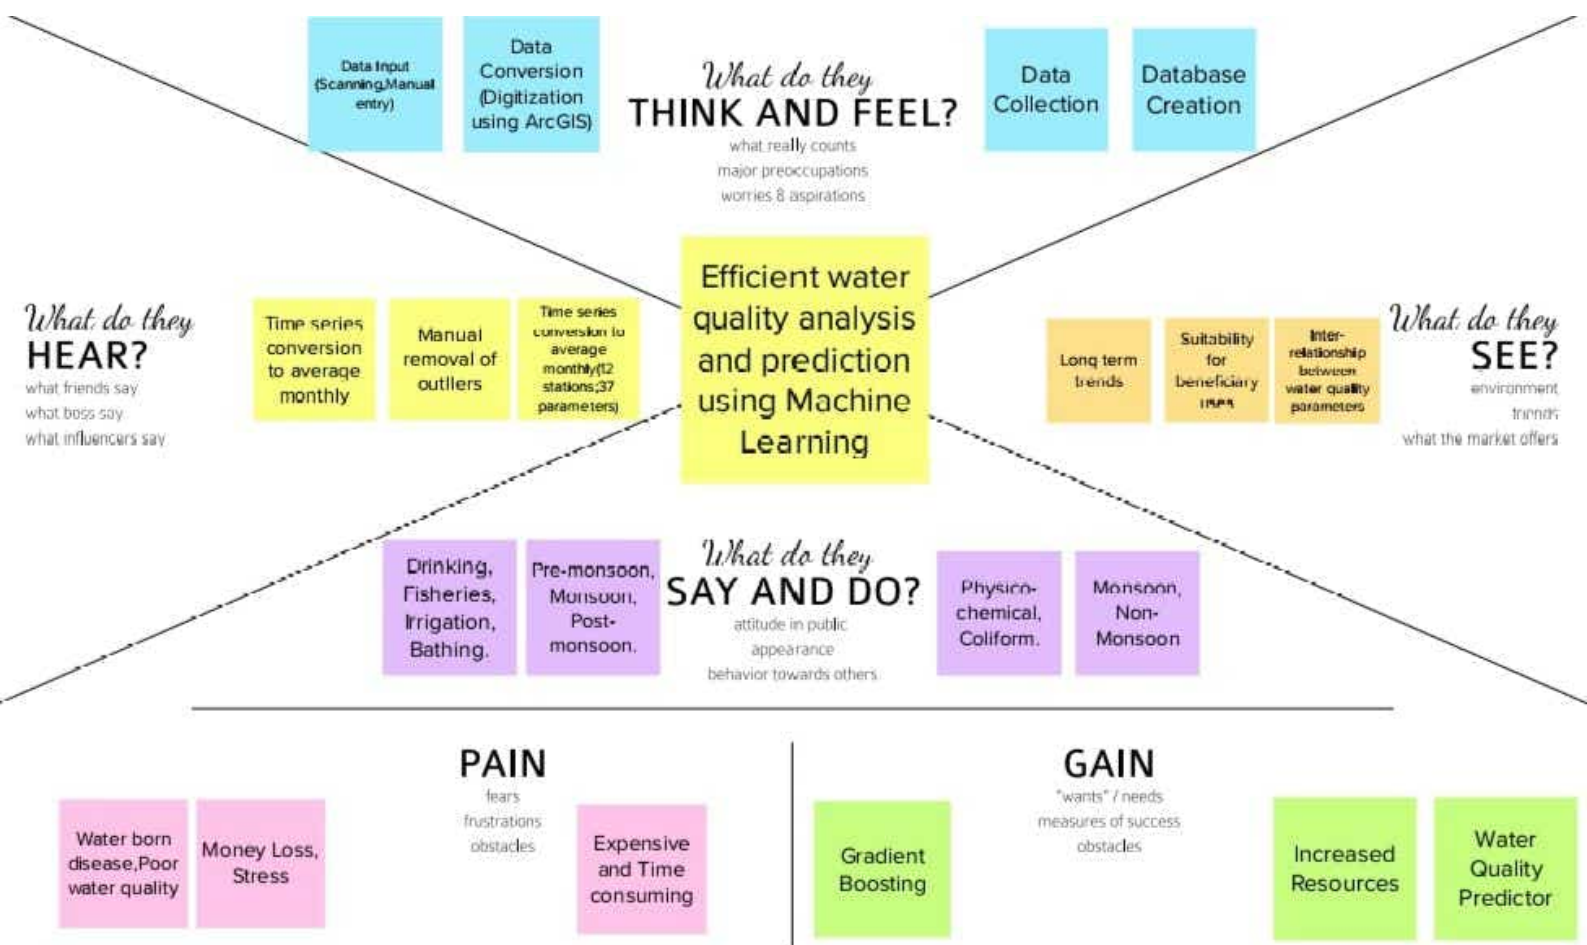 Data Input
(Scanning,Manual
entry)
Data
Conversion
(Digitization
using ArcGIS)
What do they
THINK AND FEEL?
what really counts
major preoccupations
worries & aspirations
Data
Collection
Database
Creation
What do they
HEAR?
what friends say
what boss say
what influencers say
Time series
conversion
to average
monthly
Manual
removal of
outliers
Time series
conversion to
average
monthly(12
stations;37
parameters)
Efficient water
quality analysis
and prediction
using Machine
Learning
Long term
trends
Suitability
for
beneficiary
uses
Inter-
relationship
between
water quality
parameters
What do they
SEE?
environment
friends
what the market offers
Drinking,
Fisheries,
Irrigation,
Bathing.
Pre-monsoon,
Monsoon,
Post-
monsoon.
What do they
SAY AND DO?
attitude in public
appearance
behavior towards others
Physico-
chemical,
Coliform.
Monsoon,
Non-
Monsoon
PAIN
fears
frustrations
obstacles
Water born
disease,Poor
water quality
Money Loss,
Stress
Expensive
and Time
consuming
GAIN
"wants" / needs
measures of success
obstacles
Gradient
Boosting
Increased
Resources
Water
Quality
Predictor